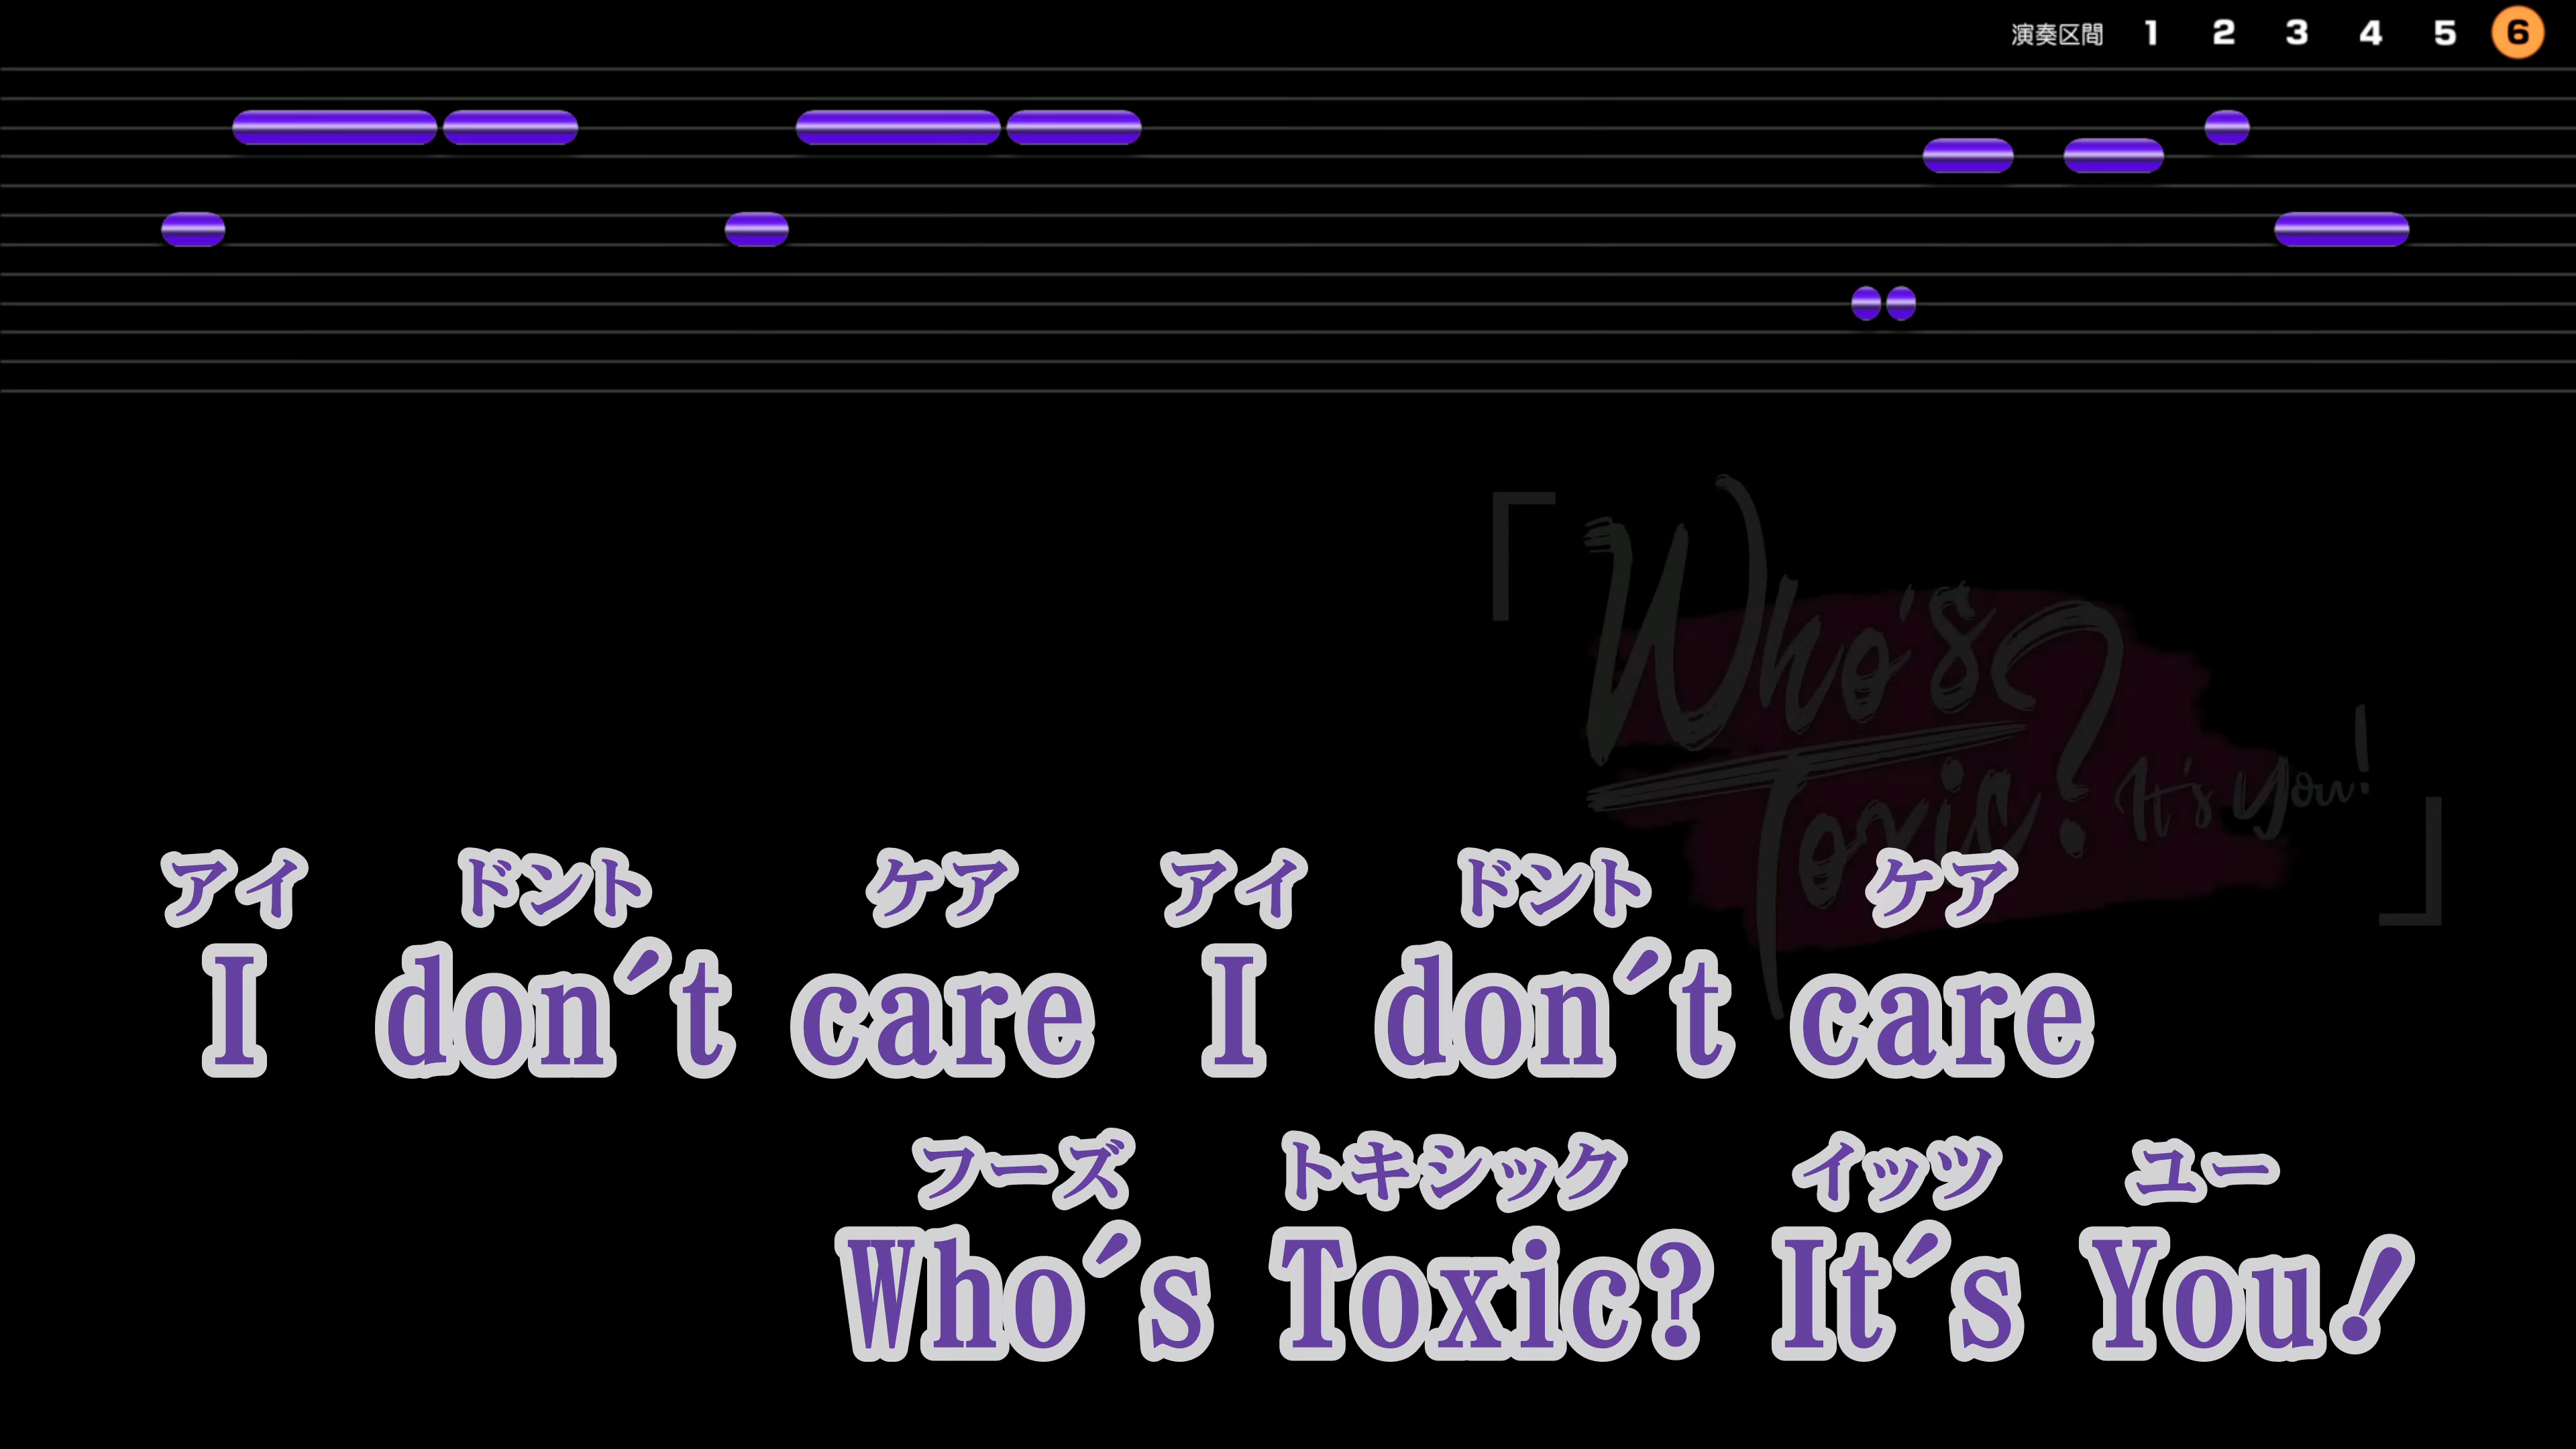 演奏区間 1 2 3 4 5 6
「Who's
Toxic? It's You!」
アイ ドント ケア アイ ドント ケア
I don't care I don't care
フーズ トキシック イッツ ユー
Who's Toxic? It's You!